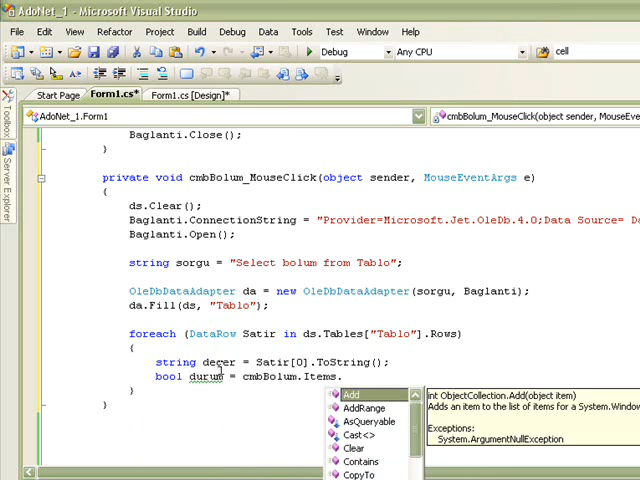 AdoNet_1 - Microsoft Visual Studio
File Edit View Refactor Project Build Debug Data Tools Test Window Help
Debug Any CPU cell
Start Page Form1.cs* Form1.cs [Design]*
AdoNet_1.Form1 cmbBolum_MouseClick(object sender, MouseEve
Toolbox
Server Explorer
Baglanti.Close();
}
private void cmbBolum_MouseClick(object sender, MouseEventArgs e)
{
ds.Clear();
Baglanti.ConnectionString = "Provider=Microsoft.Jet.OleDb.4.0;Data Source= Da
Baglanti.Open();
string sorgu = "Select bolum from Tablo";
OleDbDataAdapter da = new OleDbDataAdapter(sorgu, Baglanti);
da.Fill(ds, "Tablo");
foreach (DataRow Satir in ds.Tables["Tablo"].Rows)
{
string deger = Satir[0].ToString();
bool durum = cmbBolum.Items.
}
}
Add
AddRange
AsQueryable
Cast<>
Clear
Contains
CopyTo
int ObjectCollection.Add(object item)
Adds an item to the list of items for a System.Window
Exceptions:
System.ArgumentNullException